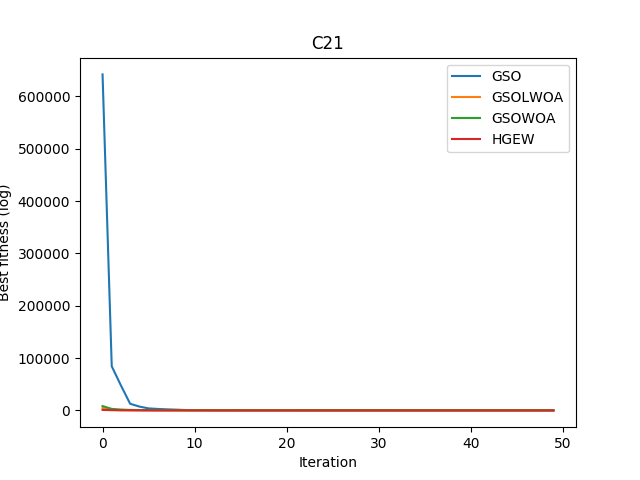 C21
GSO
GSOLWOA
GSOWOA
HGEW
600000
500000
400000
300000
200000
100000
0
Best fitness (log)
0 10 20 30 40 50
Iteration